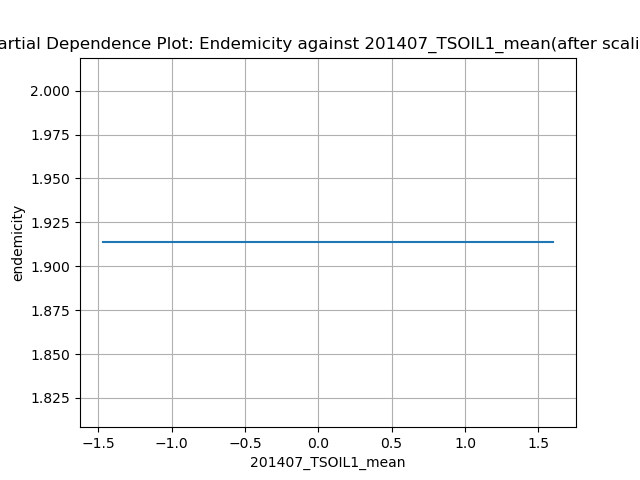 artial Dependence Plot: Endemicity against 201407_TSOIL1_mean(after scali
2.000
1.975
1.950
1.925
1.900
1.875
1.850
1.825
endemicity
−1.5 −1.0 −0.5 0.0 0.5 1.0 1.5
201407_TSOIL1_mean